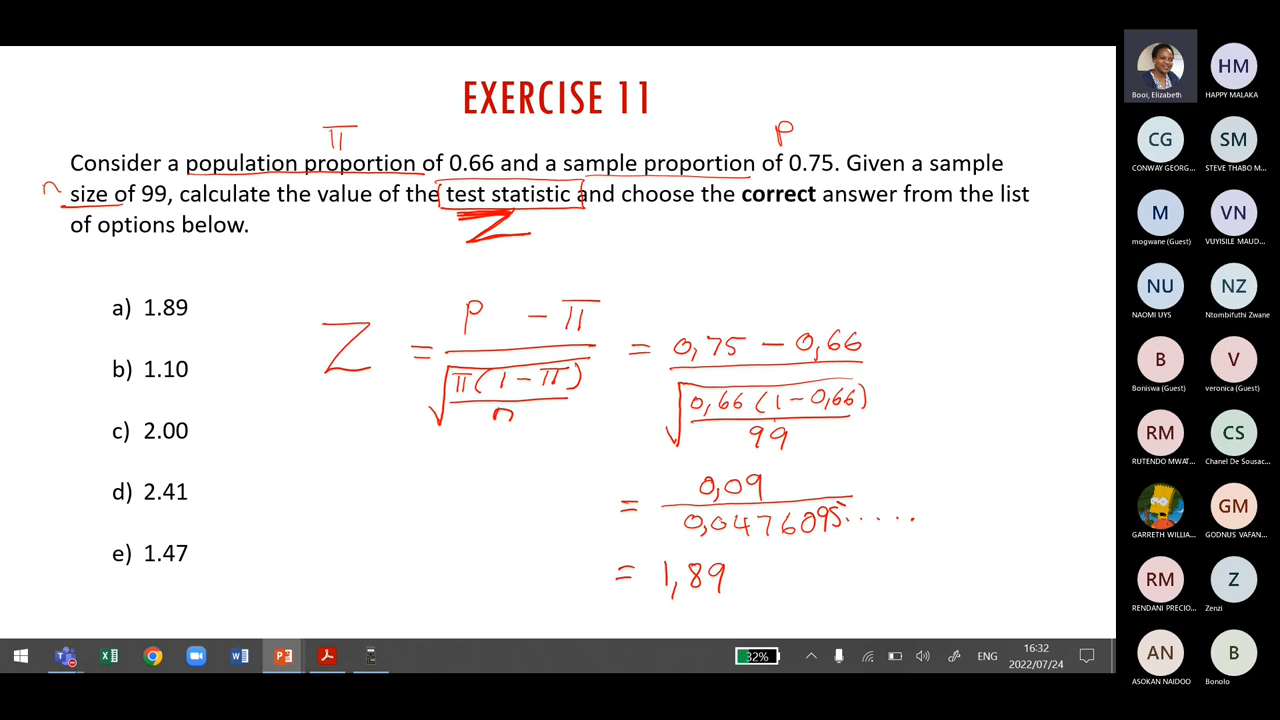 EXERCISE 11
π
p
Consider a population proportion of 0.66 and a sample proportion of 0.75. Given a sample
n
size of 99, calculate the value of the test statistic and choose the correct answer from the list
Z
of options below.
a) 1.89
b) 1.10
c) 2.00
d) 2.41
e) 1.47
Z = p - π / √ π(1-π) / n = 0,75 - 0,66 / √ 0,66 (1-0,66) / 99
= 0,09 / 0,0476095.....
= 1,89
Booi, Elizabeth
HM
HAPPY MALAKA
CG
CONWAY GEORG...
SM
STEVE THABO M...
M
mogwane (Guest)
VN
VUYISILE MAUD...
NU
NAOMI UYS
NZ
Ntombifuthi Zwane
B
Boniswa (Guest)
V
veronica (Guest)
RM
RUTENDO MWAT...
CS
Chanel De Sousa...
GARRETH WILLIA...
GM
GODNUS VAFAN...
RM
RENDANI PRECIO...
Z
Zenzi
AN
ASOKAN NAIDOO
B
Bonolo
32%
ENG
16:32
2022/07/24